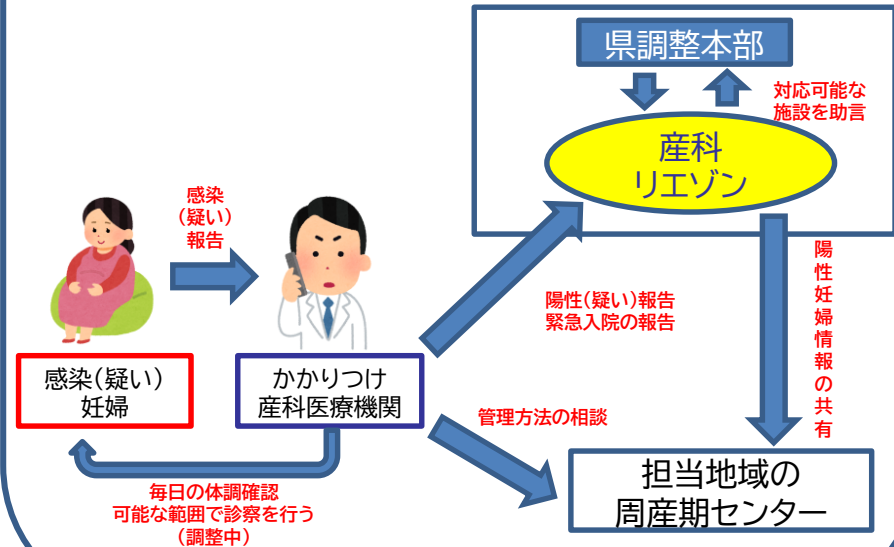 県調整本部
対応可能な
施設を助言
産科
リエゾン
感染
（疑い）
報告
陽性（疑い）報告
緊急入院の報告
陽性妊婦情報の共有
感染（疑い）
妊婦
かかりつけ
産科医療機関
管理方法の相談
担当地域の
周産期センター
毎日の体調確認
可能な範囲で診察を行う
（調整中）